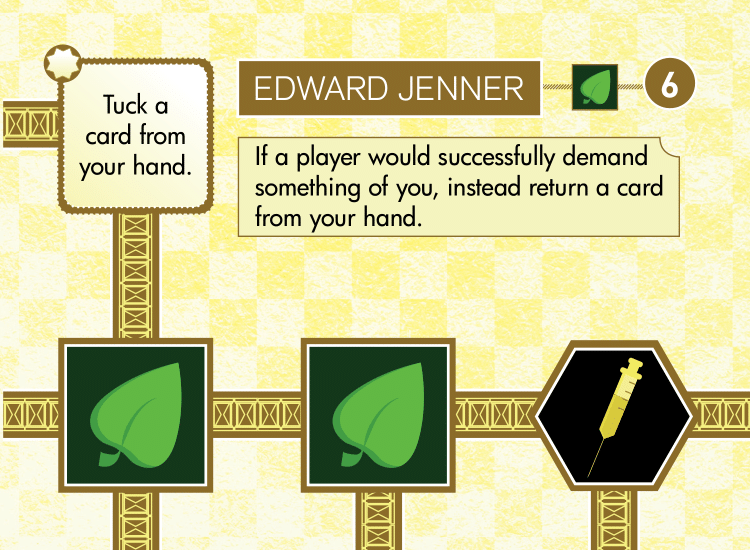 Tuck a
card from
your hand.
EDWARD JENNER
6
If a player would successfully demand
something of you, instead return a card
from your hand.